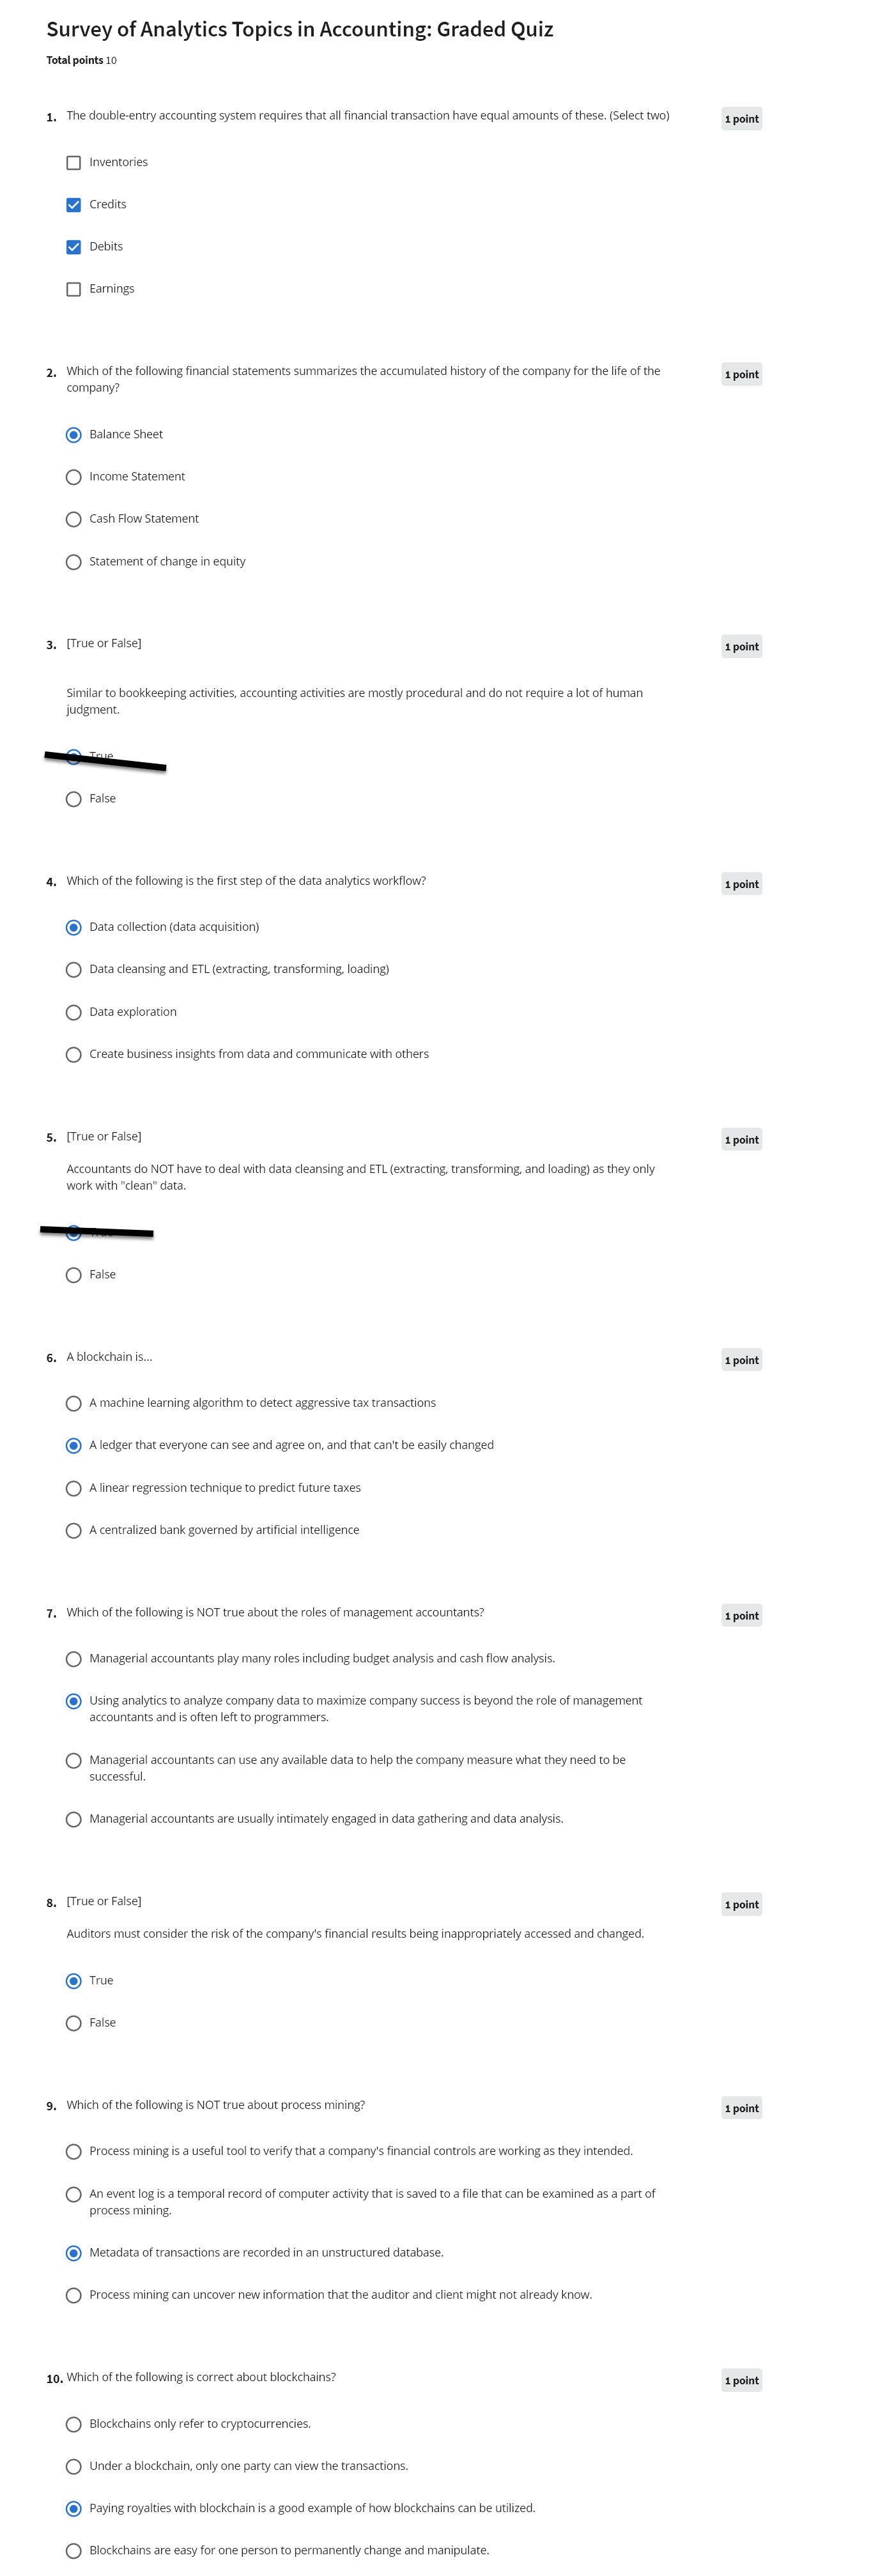 Survey of Analytics Topics in Accounting: Graded Quiz
Total points 10
1. The double-entry accounting system requires that all financial transaction have equal amounts of these. (Select two)
1 point
Inventories
Credits
Debits
Earnings
2. Which of the following financial statements summarizes the accumulated history of the company for the life of the
company?
1 point
Balance Sheet
Income Statement
Cash Flow Statement
Statement of change in equity
3. [True or False]
1 point
Similar to bookkeeping activities, accounting activities are mostly procedural and do not require a lot of human
judgment.
True
False
4. Which of the following is the first step of the data analytics workflow?
1 point
Data collection (data acquisition)
Data cleansing and ETL (extracting, transforming, loading)
Data exploration
Create business insights from data and communicate with others
5. [True or False]
1 point
Accountants do NOT have to deal with data cleansing and ETL (extracting, transforming, and loading) as they only
work with "clean" data.
False
6. A blockchain is...
1 point
A machine learning algorithm to detect aggressive tax transactions
A ledger that everyone can see and agree on, and that can't be easily changed
A linear regression technique to predict future taxes
A centralized bank governed by artificial intelligence
7. Which of the following is NOT true about the roles of management accountants?
1 point
Managerial accountants play many roles including budget analysis and cash flow analysis.
Using analytics to analyze company data to maximize company success is beyond the role of management
accountants and is often left to programmers.
Managerial accountants can use any available data to help the company measure what they need to be
successful.
Managerial accountants are usually intimately engaged in data gathering and data analysis.
8. [True or False]
1 point
Auditors must consider the risk of the company's financial results being inappropriately accessed and changed.
True
False
9. Which of the following is NOT true about process mining?
1 point
Process mining is a useful tool to verify that a company's financial controls are working as they intended.
An event log is a temporal record of computer activity that is saved to a file that can be examined as a part of
process mining.
Metadata of transactions are recorded in an unstructured database.
Process mining can uncover new information that the auditor and client might not already know.
10. Which of the following is correct about blockchains?
1 point
Blockchains only refer to cryptocurrencies.
Under a blockchain, only one party can view the transactions.
Paying royalties with blockchain is a good example of how blockchains can be utilized.
Blockchains are easy for one person to permanently change and manipulate.